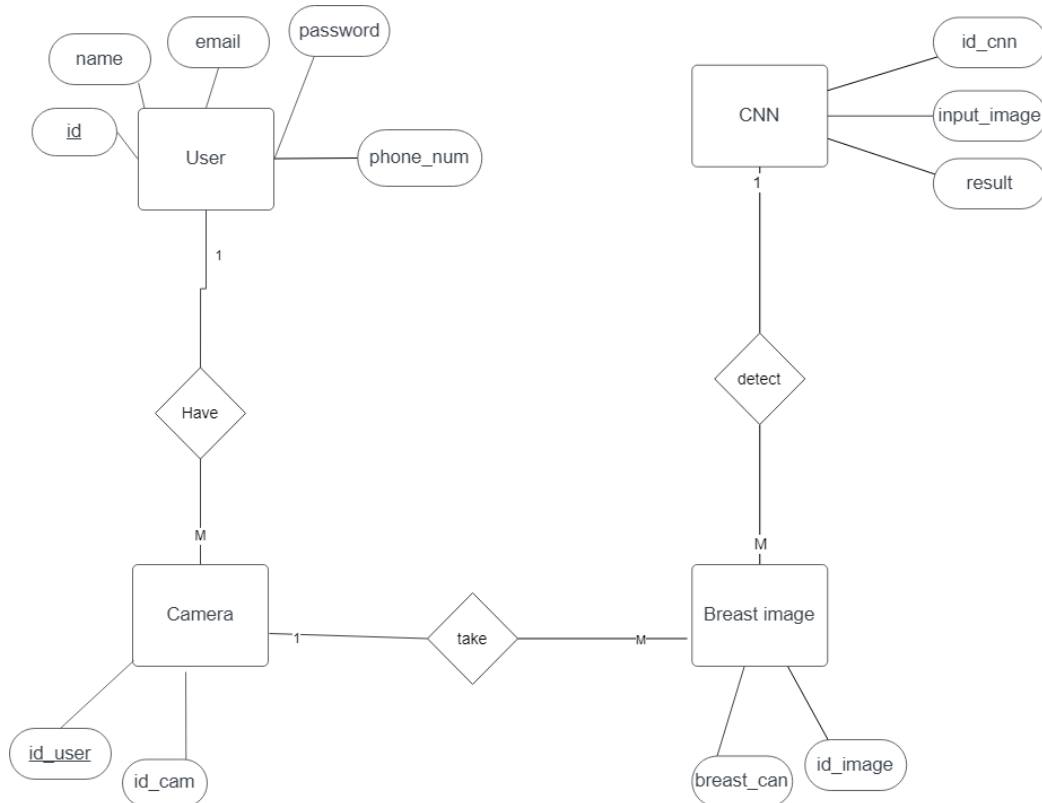 password
email
name
id
User
phone_num
id_cnn
CNN
input_image
result
1
1
Have
detect
M
M
Camera
Breast image
1
take
M
id_user
id_cam
breast_can
id_image